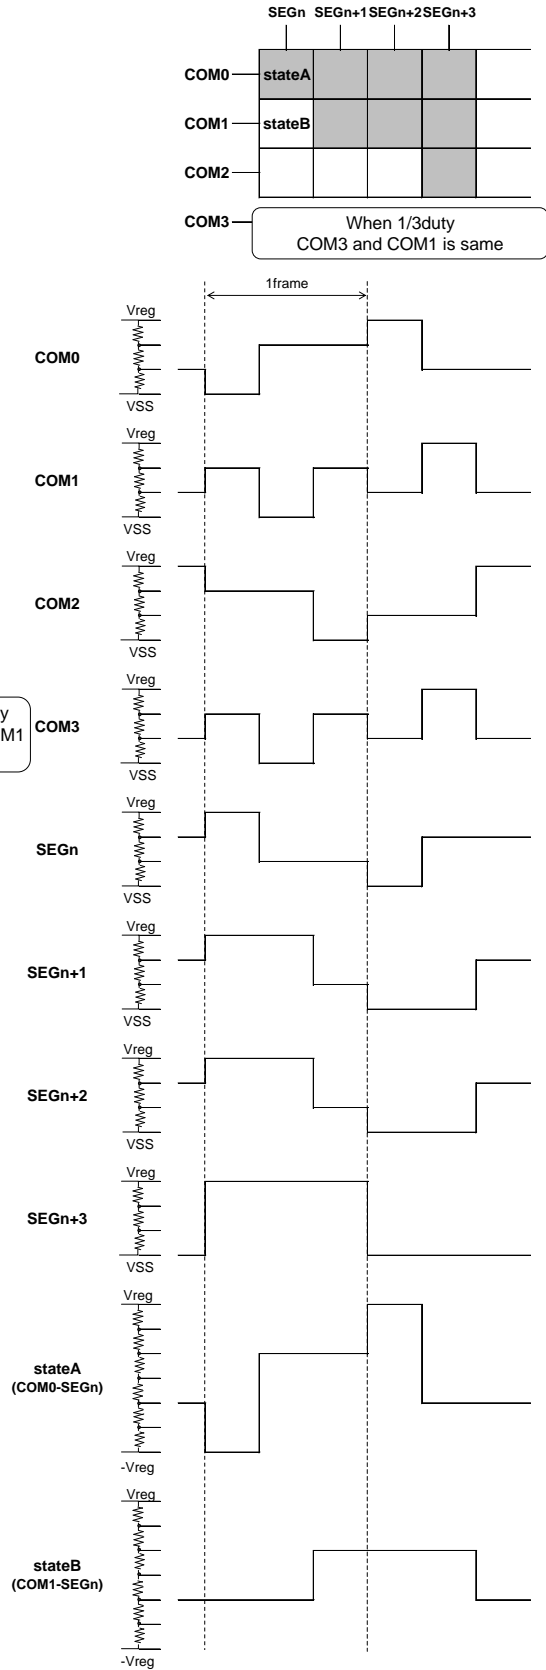 SEGn SEGn+1 SEGn+2 SEGn+3
COM0 stateA
COM1 stateB
COM2
COM3
When 1/3duty
COM3 and COM1 is same
1frame
Vreg
COM0
VSS
Vreg
COM1
VSS
Vreg
COM2
VSS
Vreg
y
COM3
M1
VSS
Vreg
SEGn
VSS
Vreg
SEGn+1
VSS
Vreg
SEGn+2
VSS
Vreg
SEGn+3
VSS
Vreg
stateA
(COM0-SEGn)
-Vreg
Vreg
stateB
(COM1-SEGn)
-Vreg